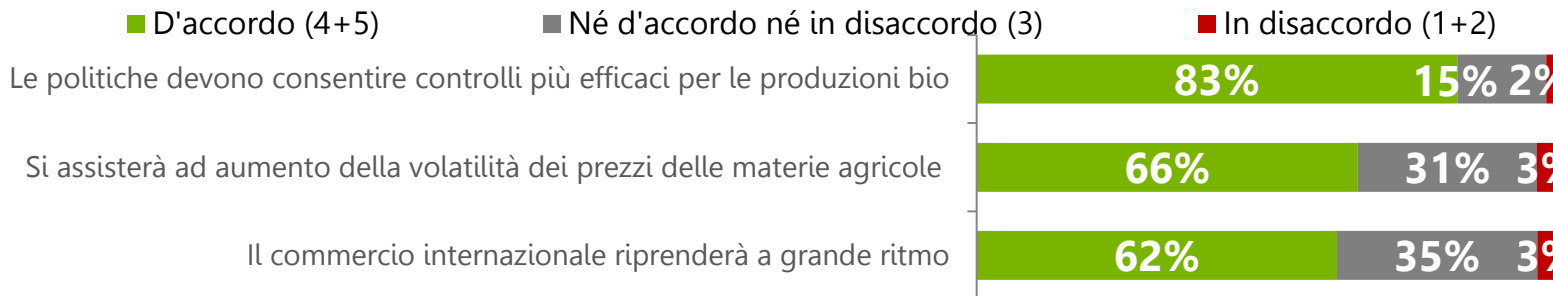 D'accordo (4+5) Né d'accordo né in disaccordo (3) In disaccordo (1+2)
Le politiche devono consentire controlli più efficaci per le produzioni bio 83% 15% 2%
Si assisterà ad aumento della volatilità dei prezzi delle materie agricole 66% 31% 3%
Il commercio internazionale riprenderà a grande ritmo 62% 35% 3%